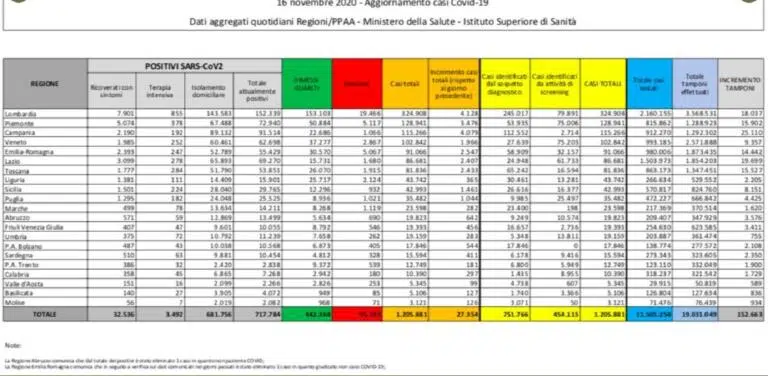 16 novembre 2020 - Aggiornamento casi Covid-19
Dati aggregati quotidiani Regioni/PPAA - Ministero della Salute - Istituto Superiore di Sanità
POSITIVI SARS-CoV2
REGIONE Ricoverati con sintomi Terapia intensiva Isolamento domiciliare Totale attualmente positivi Casi totali Incremento casi totali (rispetto al giorno precedente) Casi identificati dal sospetto diagnostico Casi identificati da attività di screening CASI TOTALI Totale tamponi effettuati INCREMENTO TAMPONI
Lombardia 7.901 855 143.583 152.339 153.103 19.466 324.908 4.128 245.017 79.891 324.908 2.160.155 3.568.531 18.037
Piemonte 5.074 378 67.488 72.940 50.884 5.117 128.941 3.476 53.935 75.006 128.941 815.862 1.288.923 15.902
Campania 2.190 192 89.132 91.514 22.686 1.066 115.266 4.079 112.552 2.714 115.266 912.270 1.292.302 25.110
Veneto 1.985 252 60.461 62.698 37.277 2.867 102.842 1.966 27.639 75.203 102.842 993.185 2.571.888 9.357
Emilia-Romagna 2.393 247 52.789 55.429 30.570 5.067 91.066 2.547 58.909 32.157 91.066 980.006 1.873.435 14.442
Lazio 3.099 278 65.893 69.270 15.731 1.680 86.681 2.407 24.948 61.733 86.681 1.503.973 1.854.203 19.699
Toscana 1.777 284 51.790 53.851 26.070 1.915 81.836 2.433 65.242 16.594 81.836 863.173 1.347.451 15.527
Liguria 1.381 111 14.409 15.901 25.717 2.124 43.742 365 30.461 13.281 43.742 266.634 529.552 2.205
Sicilia 1.501 224 28.040 29.765 12.296 932 42.993 1.461 26.616 16.377 42.993 570.817 824.760 8.151
Puglia 1.295 182 24.048 25.525 8.936 1.021 35.482 1.044 9.985 25.497 35.482 472.227 666.842 4.425
Marche 499 78 13.634 14.211 8.268 1.119 23.598 282 23.400 198 23.598 217.369 370.514 1.620
Abruzzo 571 59 12.869 13.499 5.634 690 19.823 642 9.249 10.574 19.823 209.407 347.929 3.576
Friuli Venezia Giulia 407 47 9.601 10.055 8.792 546 19.393 456 16.657 2.736 19.393 254.630 623.585 3.411
Umbria 375 72 10.792 11.239 7.658 262 19.159 283 5.348 13.811 19.159 203.887 361.474 755
P.A. Bolzano 487 43 10.038 10.568 6.873 405 17.846 544 17.846 0 17.846 138.774 277.572 2.108
Sardegna 510 63 9.881 10.454 4.812 328 15.594 411 6.178 9.416 15.594 277.343 323.605 2.350
P.A. Trento 386 32 2.420 2.838 9.372 539 12.749 181 6.800 5.949 12.749 123.110 332.049 1.900
Calabria 358 45 6.865 7.268 2.942 180 10.390 297 1.435 8.955 10.390 318.237 321.542 1.729
Valle d'Aosta 151 16 2.099 2.266 2.826 253 5.345 99 4.738 607 5.345 29.915 50.819 589
Basilicata 140 27 3.905 4.072 949 85 5.106 127 1.740 3.366 5.106 126.804 127.634 836
Molise 56 7 2.019 2.082 968 71 3.121 126 3.071 50 3.121 71.476 76.439 934
TOTALE 32.536 3.492 681.756 717.784 1.205.881 27.354 751.766 454.115 1.205.881 19.031.049 152.663
Note:
La Regione Abruzzo comunica che dal totale dei positivi è stato eliminato 1 caso in quanto non paziente COVID;
La Regione Emilia Romagna comunica che in seguito a verifica sui dati comunicati nei giorni passati è stato eliminato 1 caso in quanto giudicato non caso COVID-19;